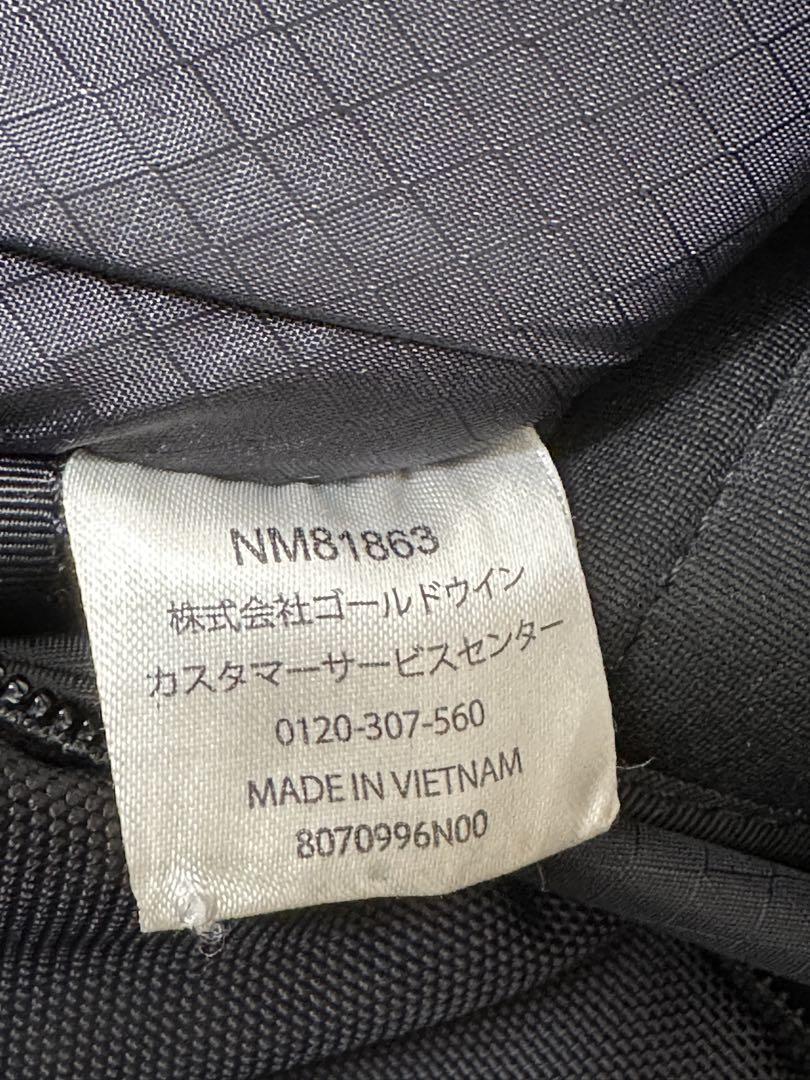 NM81863
株式会社ゴールドウイン
カスタマーサービスセンター
0120-307-560
MADE IN VIETNAM
8070996N00